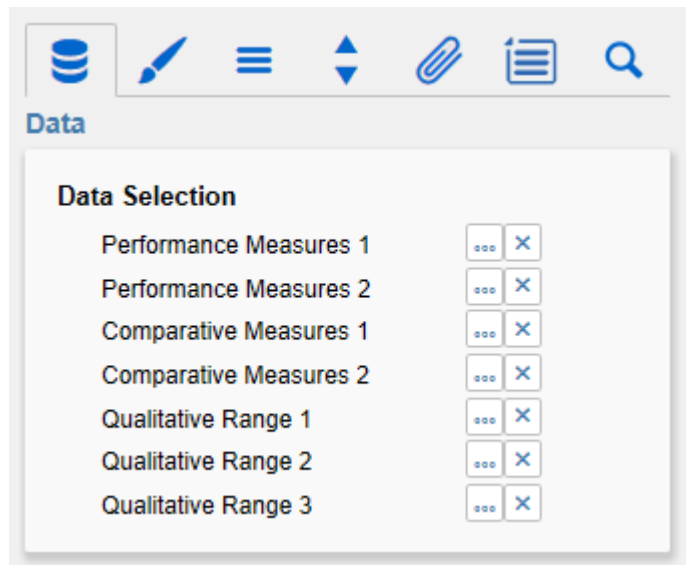 Data
Data Selection
Performance Measures 1
Performance Measures 2
Comparative Measures 1
Comparative Measures 2
Qualitative Range 1
Qualitative Range 2
Qualitative Range 3